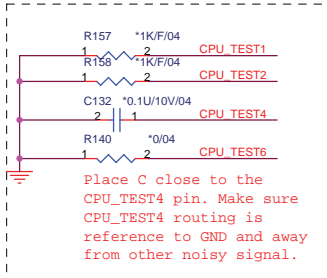 R157 *1K/F/04
1 2 CPU_TEST1
R158 *1K/F/04
1 2 CPU_TEST2
C132 *0.1U/10V/04
2 1 CPU_TEST4
R140 *0/04
1 2 CPU_TEST6
Place C close to the
CPU_TEST4 pin. Make sure
CPU_TEST4 routing is
reference to GND and away
from other noisy signal.